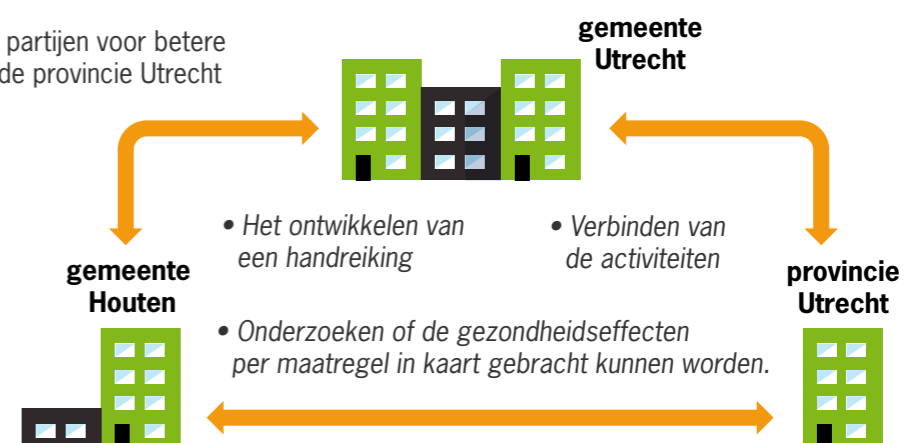 partijen voor betere
de provincie Utrecht
gemeente
Utrecht
• Het ontwikkelen van
een handreiking
• Verbinden van
de activiteiten
gemeente
Houten
provincie
Utrecht
• Onderzoeken of de gezondheidseffecten
per maatregel in kaart gebracht kunnen worden.